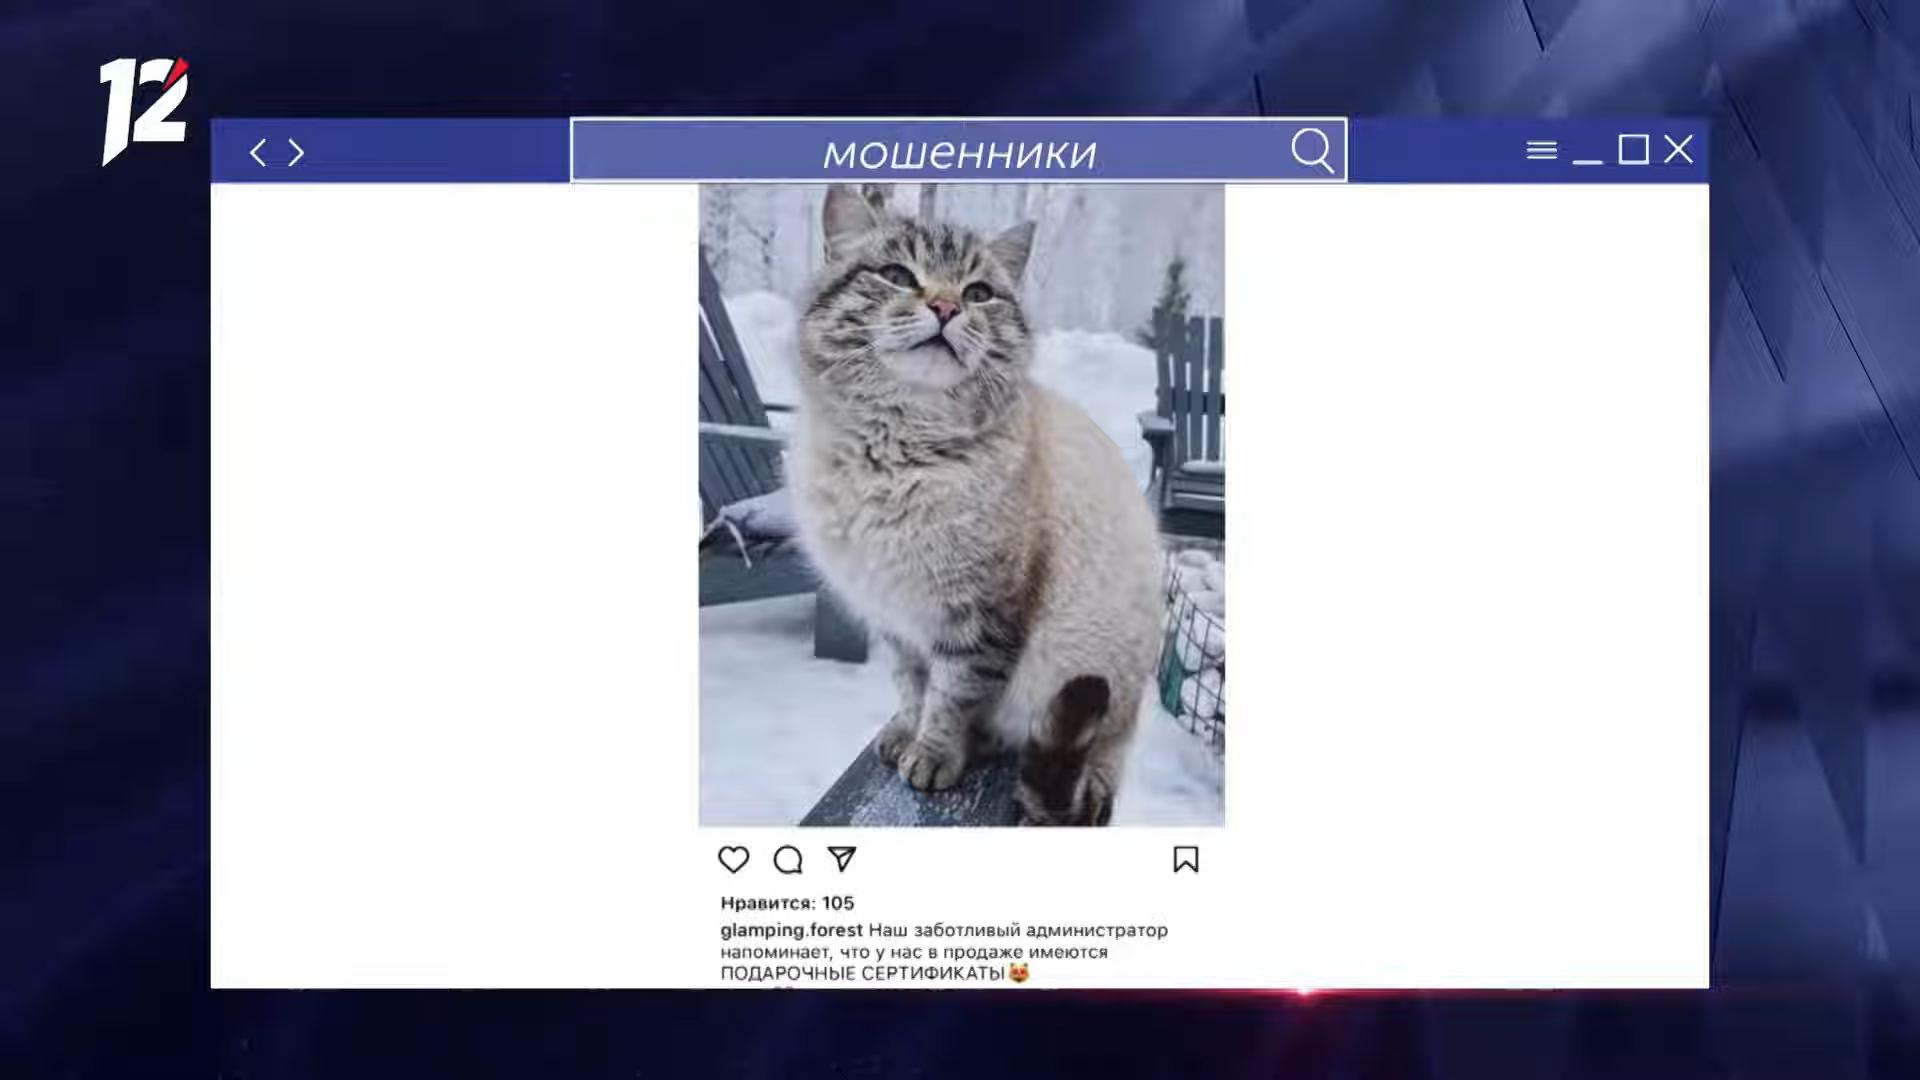 12
мошенники
Нравится: 105
glamping.forest Наш заботливый администратор
напоминает, что у нас в продаже имеются
ПОДАРОЧНЫЕ СЕРТИФИКАТЫ😻